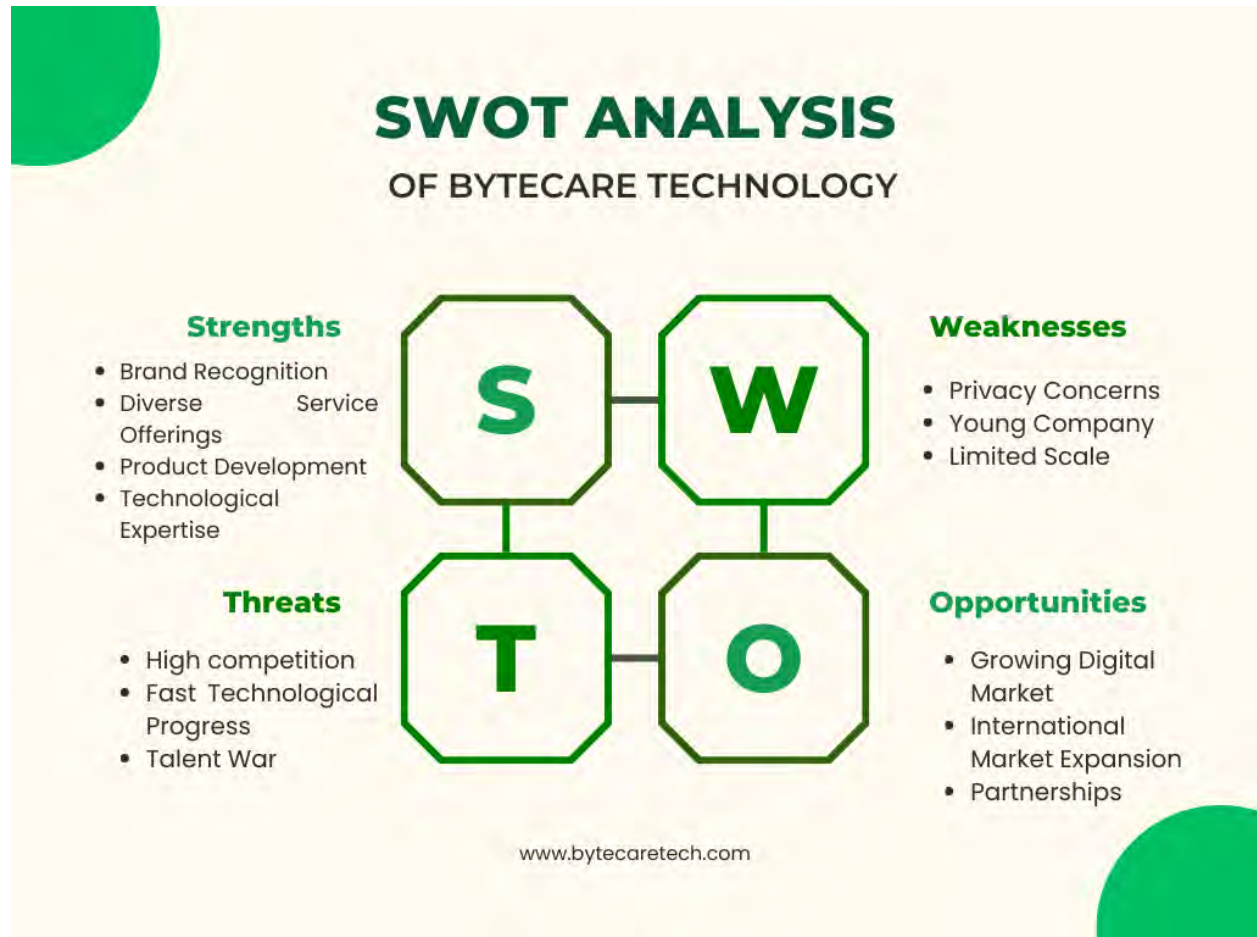 SWOT ANALYSIS
OF BYTECARE TECHNOLOGY
Strengths
• Brand Recognition
• Diverse Service
Offerings
• Product Development
• Technological
Expertise
S
W
Weaknesses
• Privacy Concerns
• Young Company
• Limited Scale
Threats
• High competition
• Fast Technological
Progress
• Talent War
T
O
Opportunities
• Growing Digital
Market
• International
Market Expansion
• Partnerships
www.bytecaretech.com